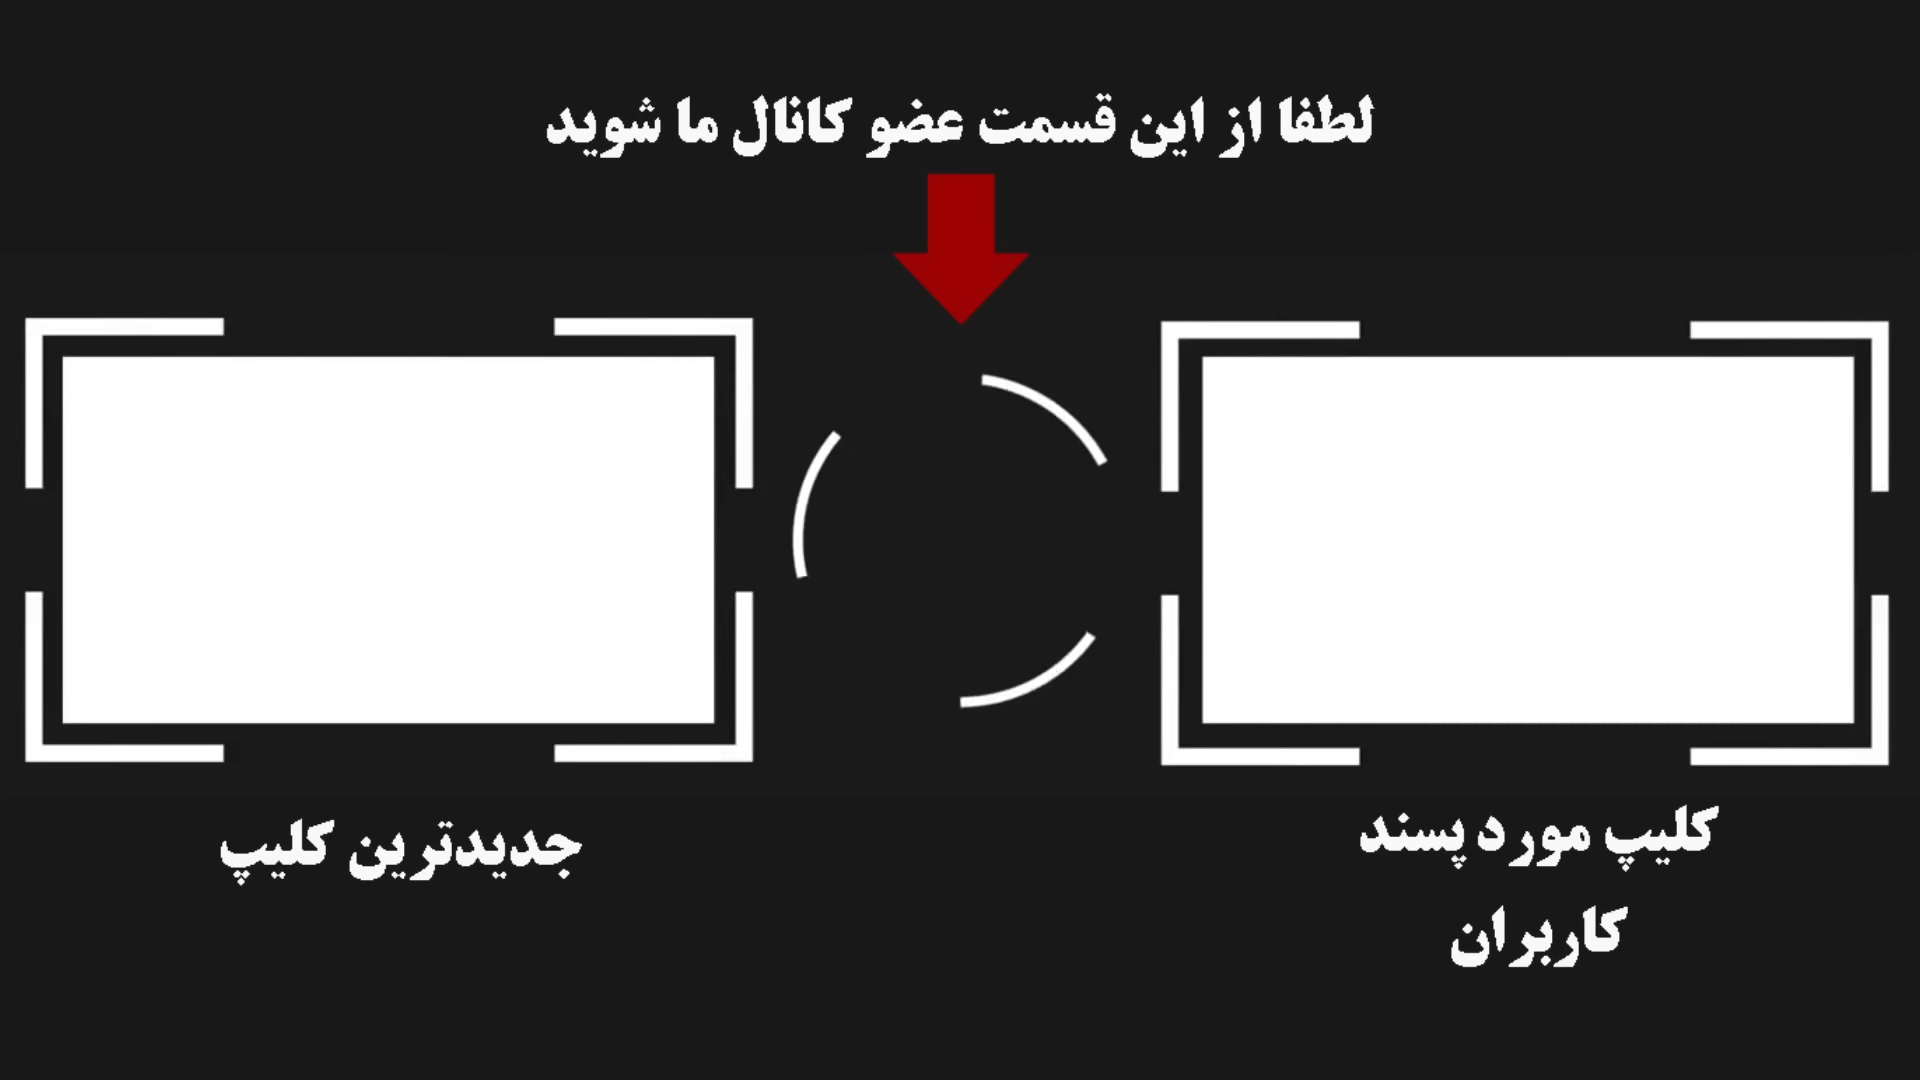 لطفا از این قسمت عضو کانال ما شوید
کلیپ مورد پسند
کاربران
جدیدترین کلیپ